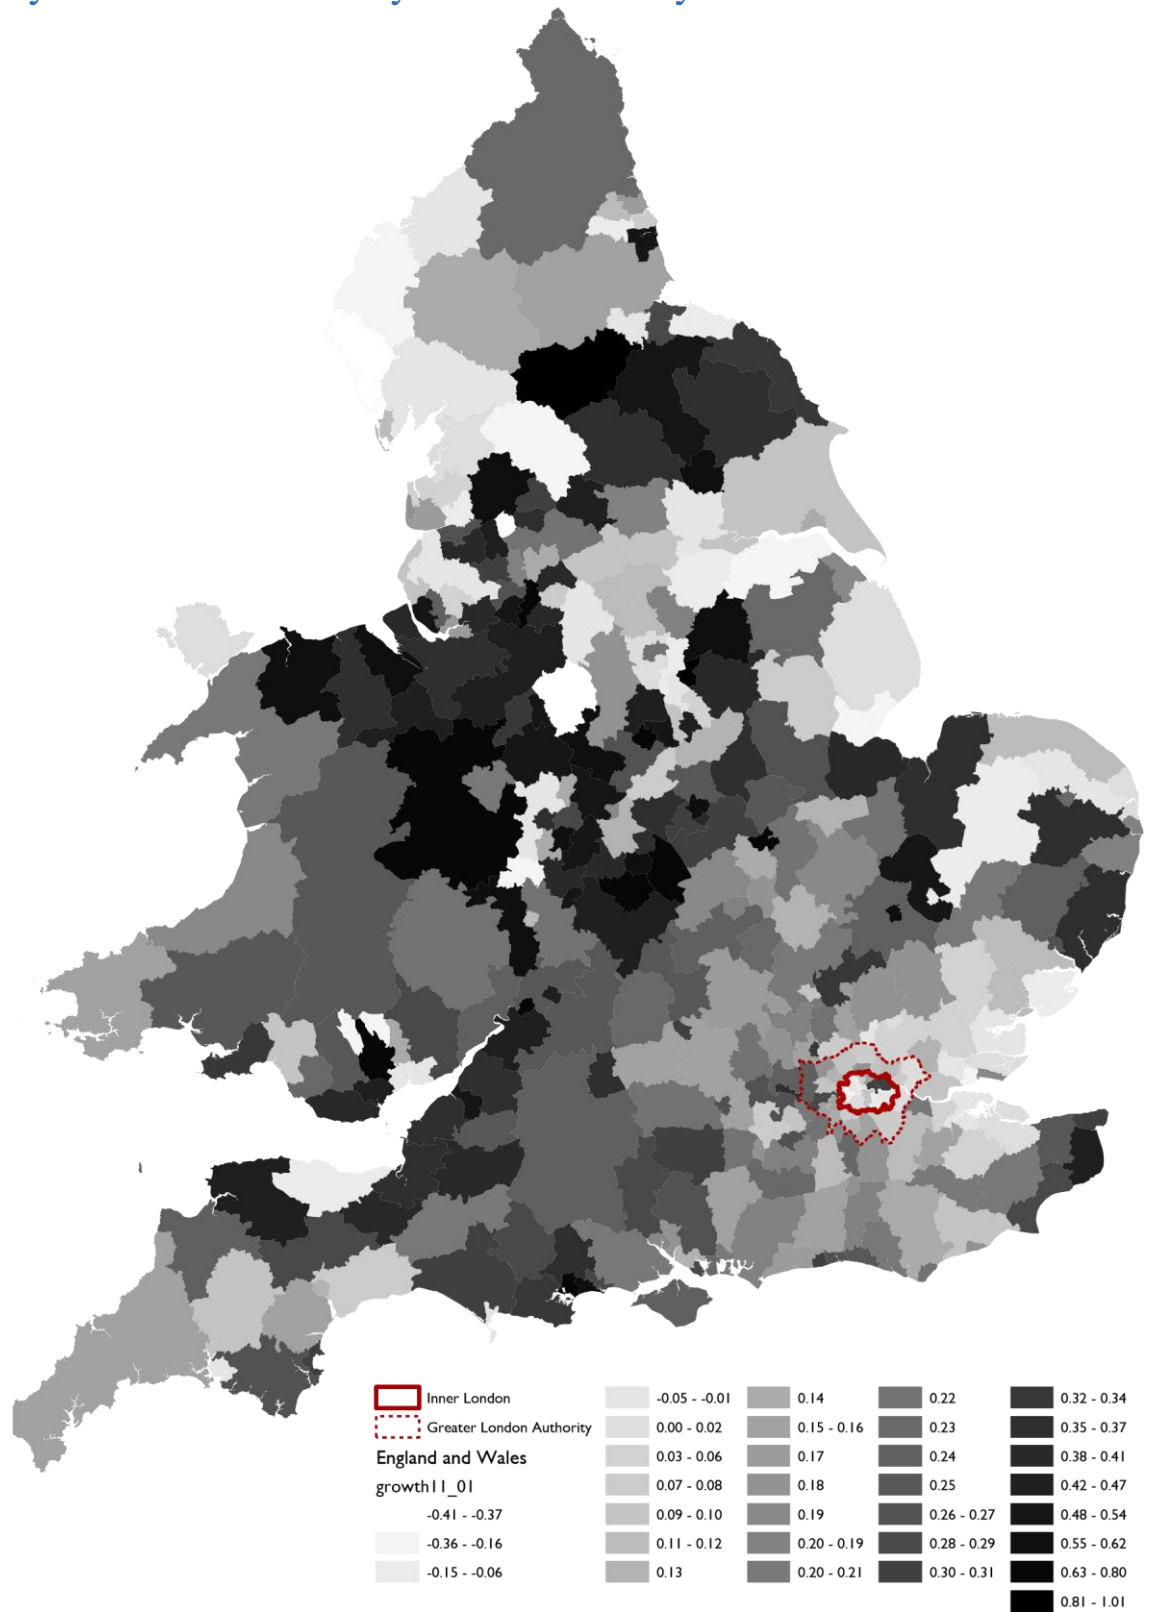 Inner London
Greater London Authority
England and Wales
growth11_01
-0.41 - -0.37
-0.36 - -0.16
-0.15 - -0.06
-0.05 - -0.01
0.00 - 0.02
0.03 - 0.06
0.07 - 0.08
0.09 - 0.10
0.11 - 0.12
0.13
0.14
0.15 - 0.16
0.17
0.18
0.19
0.20 - 0.19
0.20 - 0.21
0.22
0.23
0.24
0.25
0.26 - 0.27
0.28 - 0.29
0.30 - 0.31
0.32 - 0.34
0.35 - 0.37
0.38 - 0.41
0.42 - 0.47
0.48 - 0.54
0.55 - 0.62
0.63 - 0.80
0.81 - 1.01